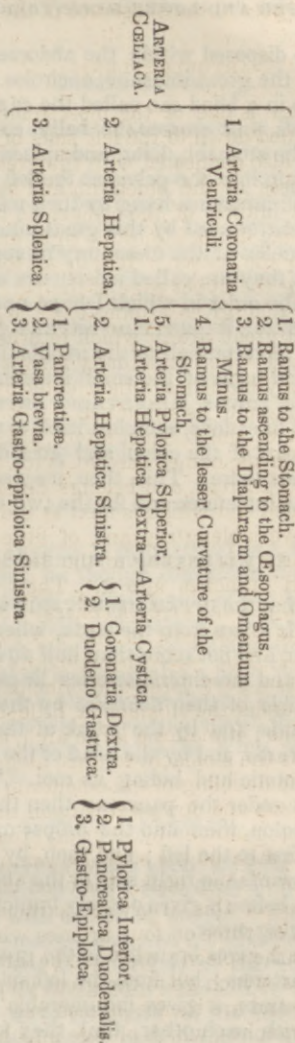 ARTERIA
CŒLIACA.
1 Arteria Coronaria
Ventriculi.
1. Ramus to the Stomach.
2. Ramus ascending to the Œsophagus.
3. Ramus to the Diaphragm and Omentum
Minus.
4. Ramus to the lesser Curvature of the
Stomach.
5. Arteria Pylorica Superior.
2. Arteria Hepatica.
1. Arteria Hepatica Dextra—Arteria Cystica.
2. Arteria Hepatica Sinistra.
1. Coronaria Dextra.
2. Duodeno Gastrica.
1. Pylorica Inferior.
2. Pancreatica Duodenalis.
3. Gastro-Epiploica.
3. Arteria Splenica.
1. Pancreaticæ.
2. Vasa brevia.
3. Arteria Gastro-epiploica Sinistra.